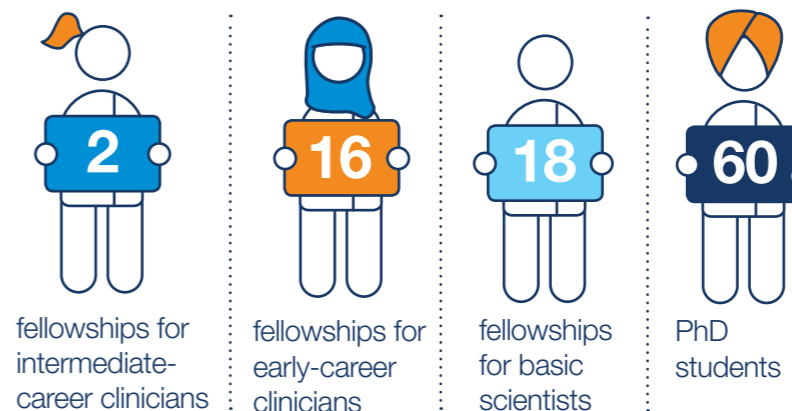 2
fellowships for
intermediate-
career clinicians
16
fellowships for
early-career
clinicians
18
fellowships
for basic
scientists
60
PhD
students